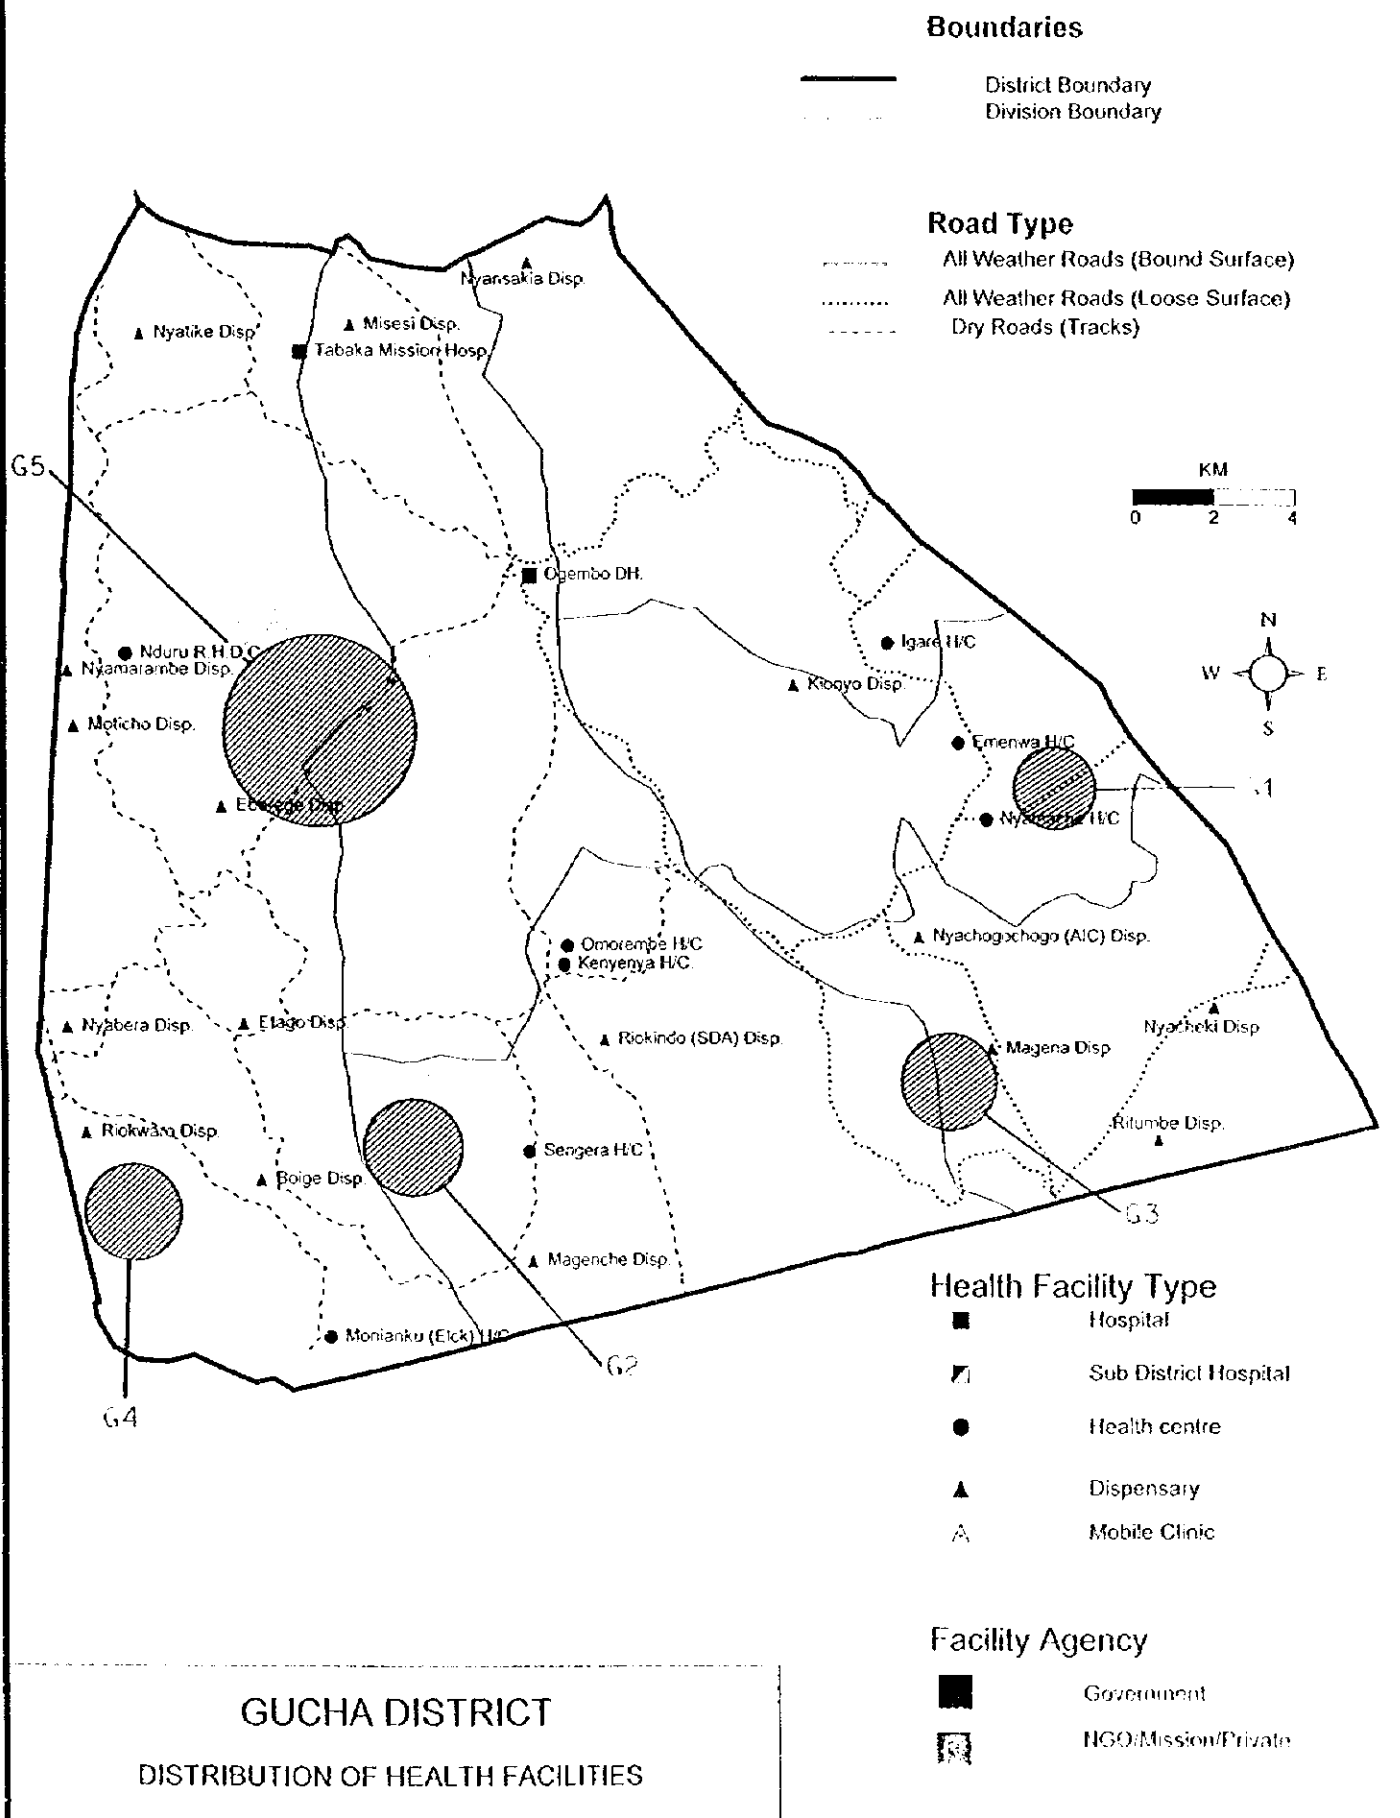 Boundaries
District Boundary
Division Boundary
Road Type
All Weather Roads (Bound Surface)
All Weather Roads (Loose Surface)
Dry Roads (Tracks)
Nyansakia Disp.
Nyatike Disp
Misesi Disp.
Tabaka Mission Hosp.
G5
KM
0 2 4
Ogembo DH.
N
W E
S
Igare H/C
Nduru R.H.D.C
Nyamarambe Disp.
Kionyo Disp.
Moticho Disp.
Emenwa H/C
G1
Disp
H/C
Nyachogochogo (AIC) Disp.
Omorembe H/C
Kenyenya H/C.
Nyabera Disp.
Etago Disp.
Riokindo (SDA) Disp.
Nyacheki Disp
Magena Disp
Riokwaro Disp.
Ritumbe Disp.
Sengera H/C
Boige Disp.
G3
Magenche Disp.
Monianku (Elck) H/C
G2
G4
Health Facility Type
Hospital
Sub District Hospital
Health centre
Dispensary
Mobile Clinic
Facility Agency
Government
NGO/Mission/Private
GUCHA DISTRICT
DISTRIBUTION OF HEALTH FACILITIES